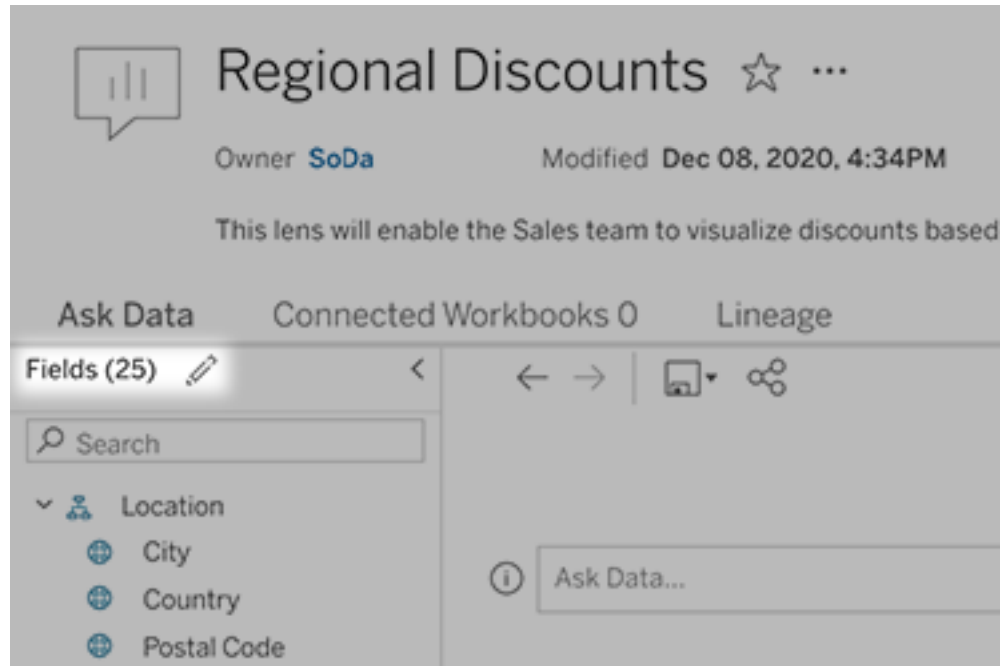 Regional Discounts
Owner SoDa Modified Dec 08, 2020, 4:34PM
This lens will enable the Sales team to visualize discounts based
Ask Data Connected Workbooks 0 Lineage
Fields (25)
Search
Location
City
Ask Data...
Country
Postal Code